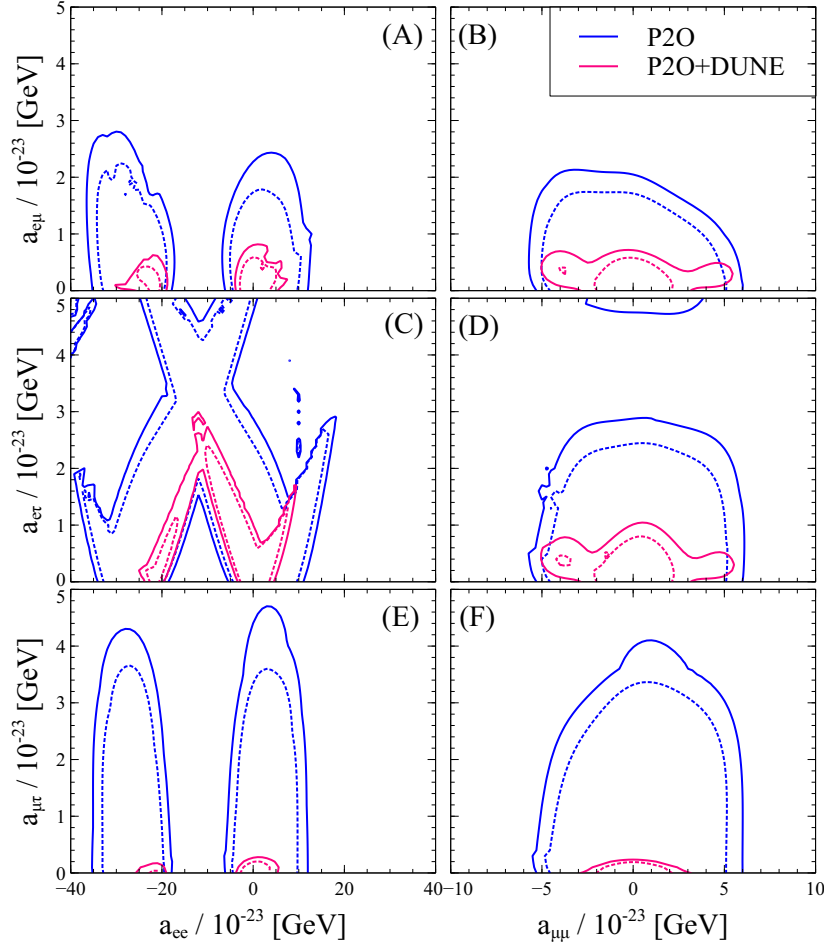 (A)
(B)
P2O
P2O+DUNE
5
4
3
2
1
0
a_eμ / 10^-23 [GeV]
(C)
(D)
5
4
3
2
1
0
a_eτ / 10^-23 [GeV]
(E)
(F)
5
4
3
2
1
0
a_μτ / 10^-23 [GeV]
−40 −20 0 20 40
−10 −5 0 5 10
a_ee / 10^-23 [GeV]
a_μμ / 10^-23 [GeV]